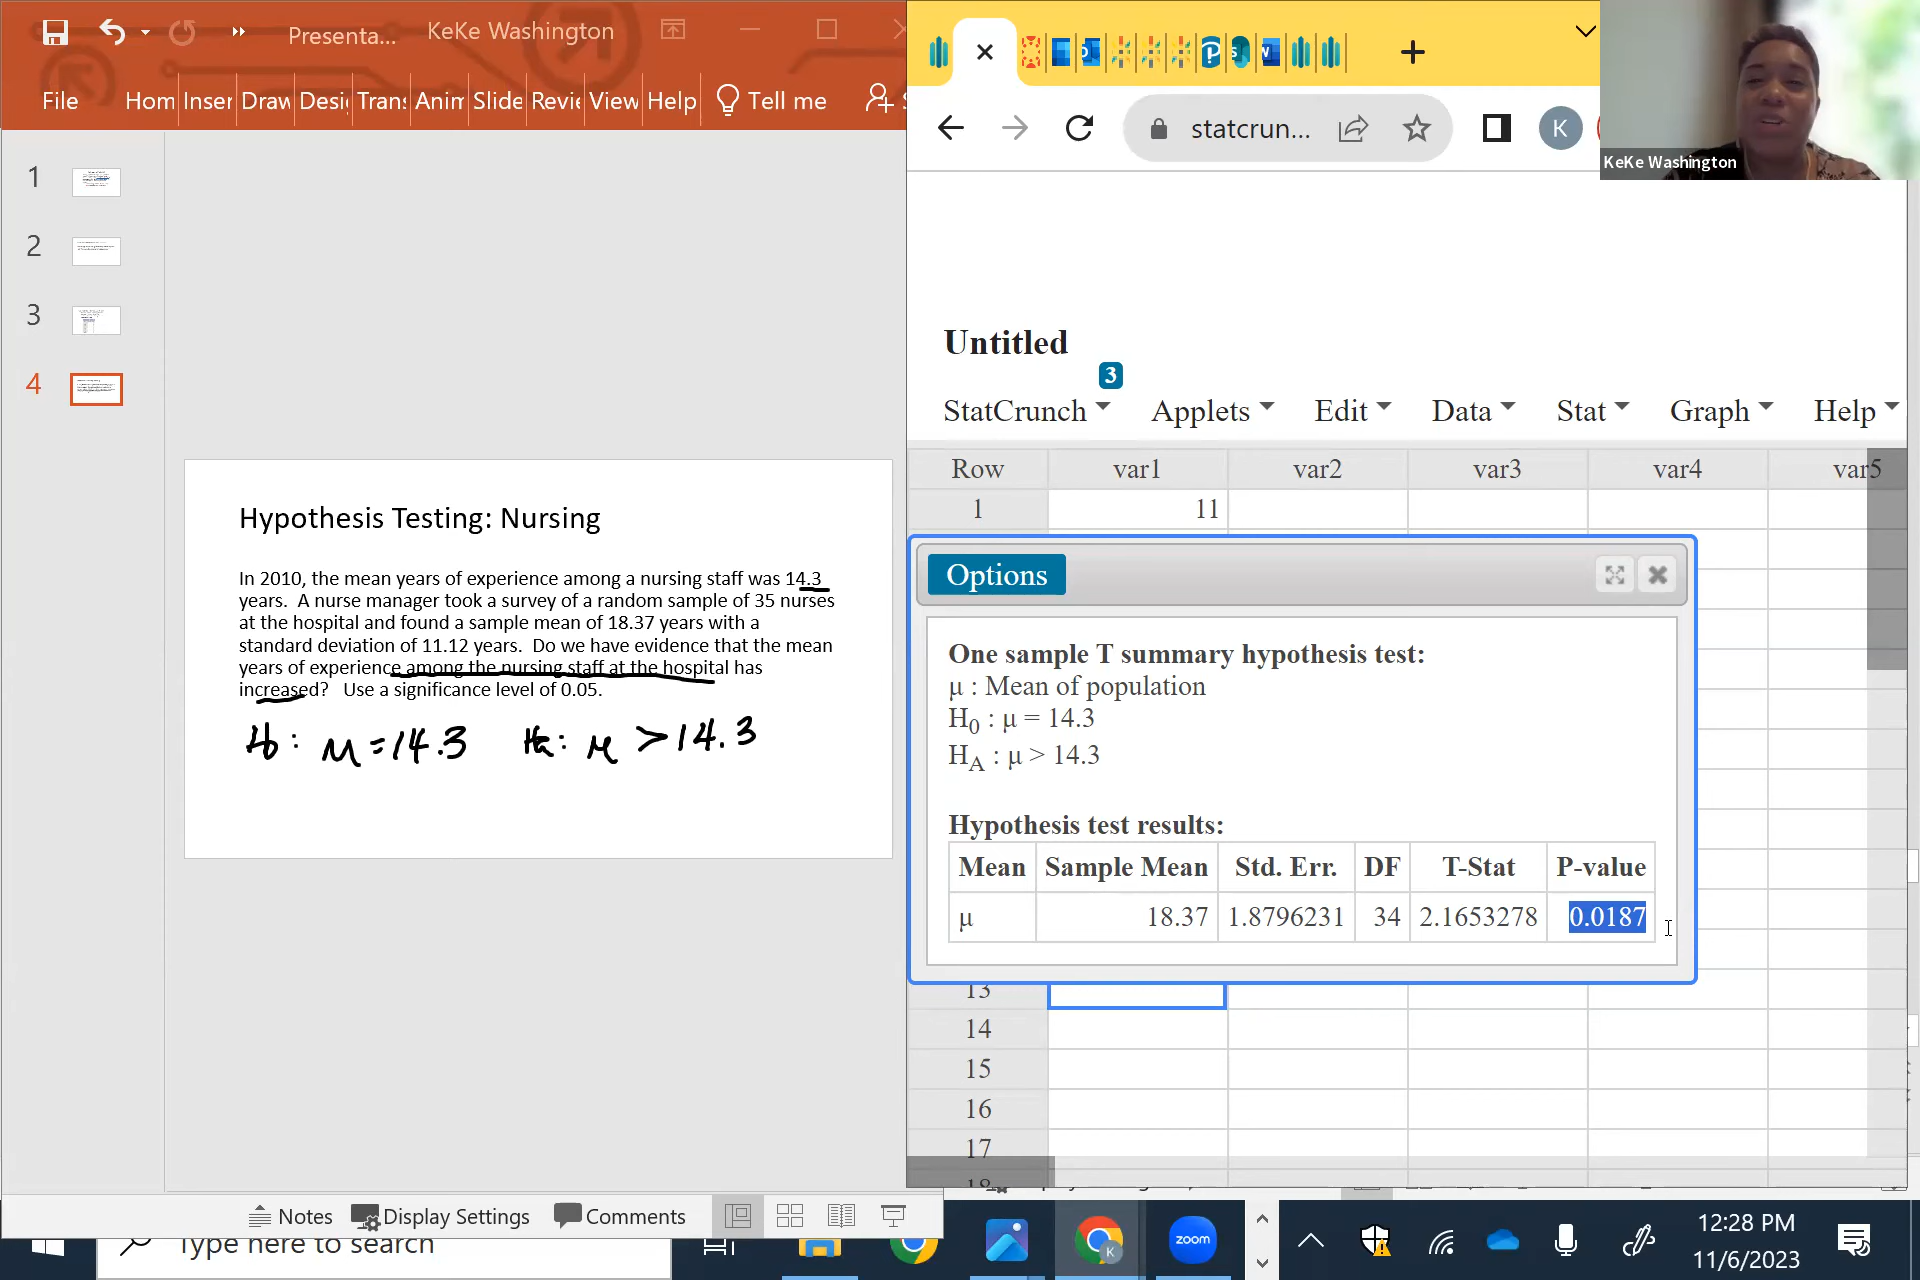 Presenta...
KeKe Washington
File Hom Inser Draw Desi Trans Anim Slide Revie View Help Tell me
statcrun...
K
KeKe Washington
1
2
3
4
Hypothesis Testing: Nursing
In 2010, the mean years of experience among a nursing staff was 14.3
years. A nurse manager took a survey of a random sample of 35 nurses
at the hospital and found a sample mean of 18.37 years with a
standard deviation of 11.12 years. Do we have evidence that the mean
years of experience among the nursing staff at the hospital has
increased? Use a significance level of 0.05.
Ho: μ = 14.3 Ha: μ > 14.3
Untitled
3
StatCrunch Applets Edit Data Stat Graph Help
Row var1 var2 var3 var4 var5
1 11
Options
One sample T summary hypothesis test:
μ : Mean of population
H0 : μ = 14.3
HA : μ > 14.3
Hypothesis test results:
Mean Sample Mean Std. Err. DF T-Stat P-value
μ 18.37 1.8796231 34 2.1653278 0.0187
13
14
15
16
17
18
Notes Display Settings Comments
Type here to search
zoom
12:28 PM
11/6/2023